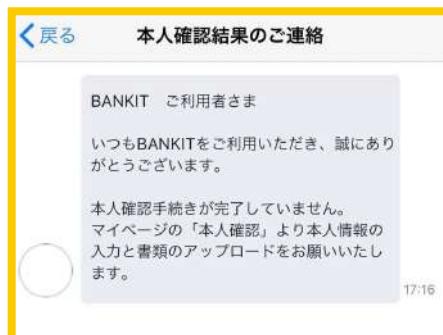 戻る 本人確認結果のご連絡
BANKIT ご利用者さま
いつもBANKITをご利用いただき、誠にあり
がとうございます。
本人確認手続きが完了していません。
マイページの「本人確認」より本人情報の
入力と書類のアップロードをお願いいたし
ます。
17:16